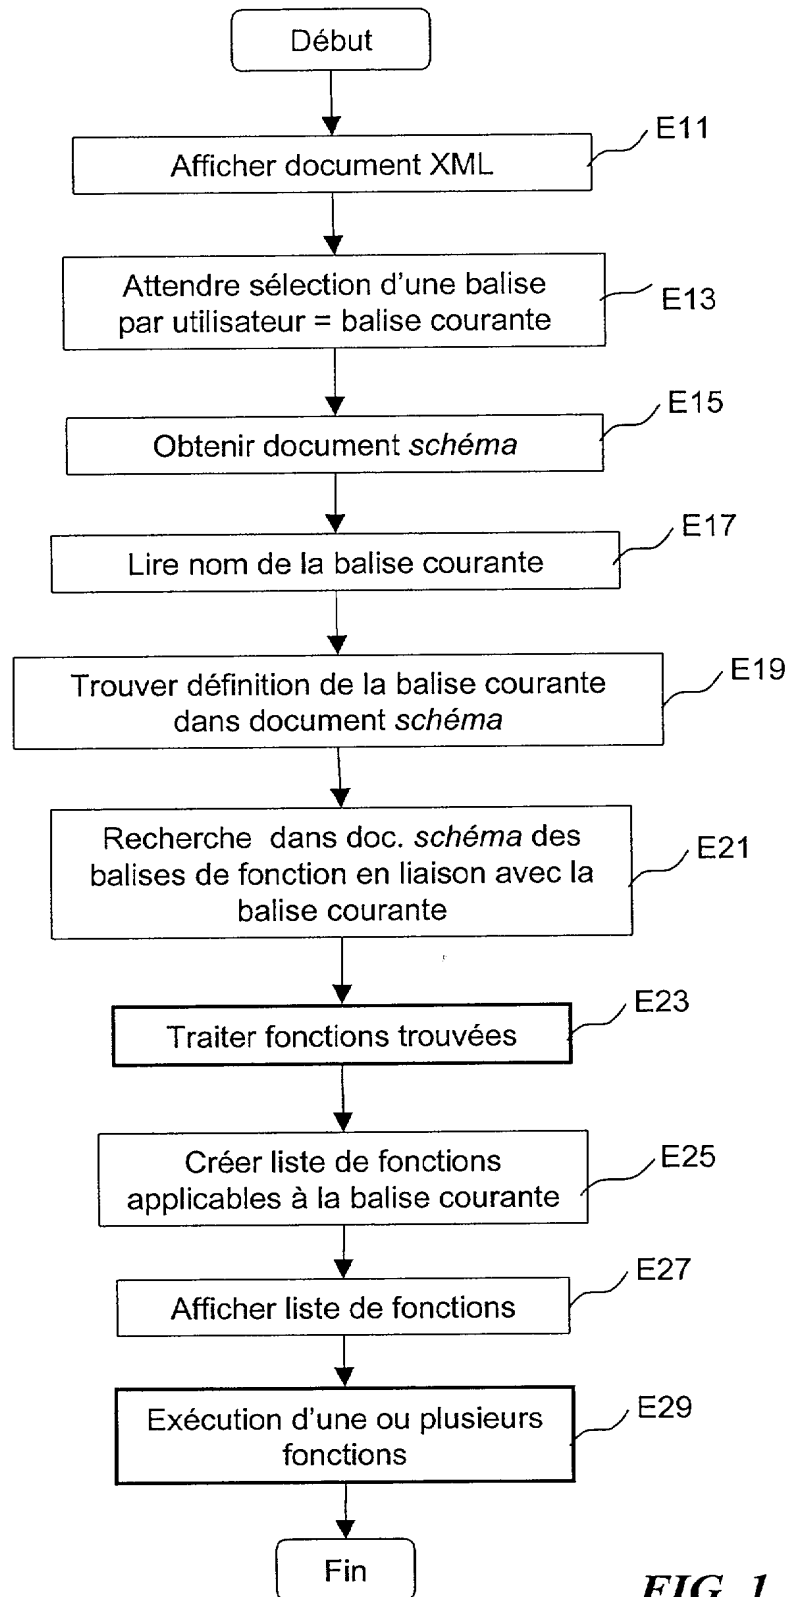 Début
Afficher document XML
E11
Attendre sélection d'une balise
par utilisateur = balise courante
E13
Obtenir document schéma
E15
Lire nom de la balise courante
E17
Trouver définition de la balise courante
dans document schéma
E19
Recherche dans doc. schéma des
balises de fonction en liaison avec la
balise courante
E21
Traiter fonctions trouvées
E23
Créer liste de fonctions
applicables à la balise courante
E25
Afficher liste de fonctions
E27
Exécution d'une ou plusieurs
fonctions
E29
Fin
FIG. 1